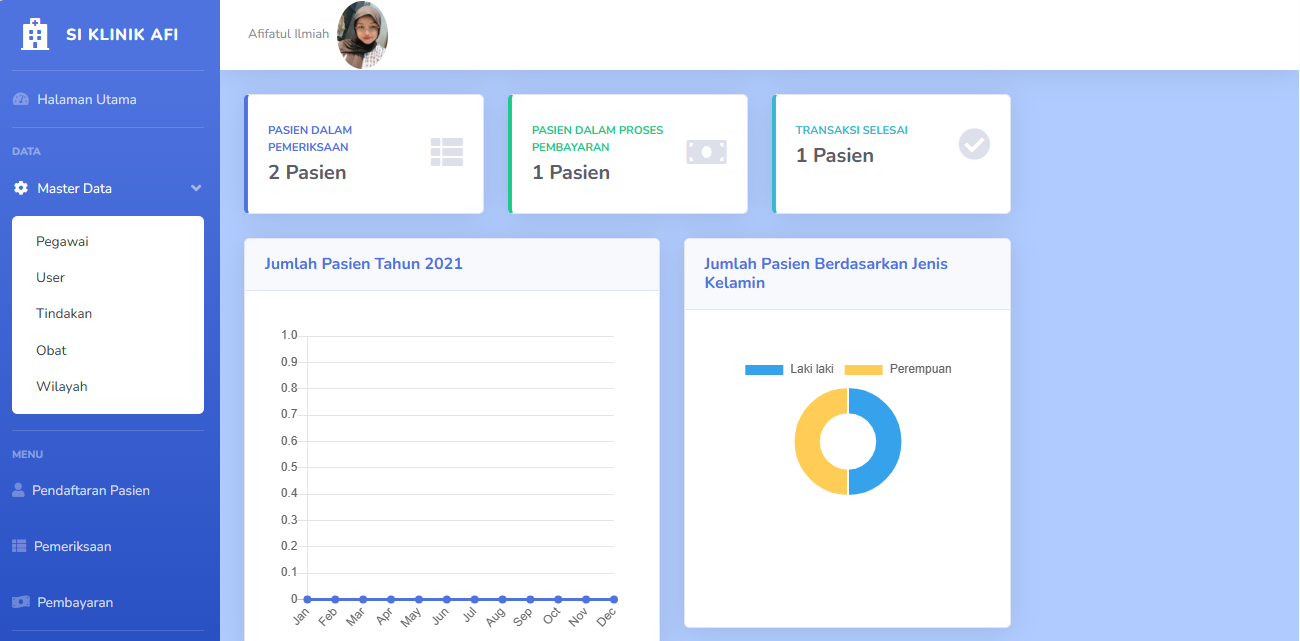 SI KLINIK AFI
Halaman Utama
DATA
Master Data
Pegawai
User
Tindakan
Obat
Wilayah
MENU
Pendaftaran Pasien
Pemeriksaan
Pembayaran
Afifatul Ilmiah
PASIEN DALAM
PEMERIKSAAN
2 Pasien
PASIEN DALAM PROSES
PEMBAYARAN
1 Pasien
TRANSAKSI SELESAI
1 Pasien
Jumlah Pasien Tahun 2021
1.0
0.9
0.8
0.7
0.6
0.5
0.4
0.3
0.2
0.1
0
Jan Feb Mar Apr May Jun Jul Aug Sep Oct Nov Dec
Jumlah Pasien Berdasarkan Jenis
Kelamin
Laki laki Perempuan